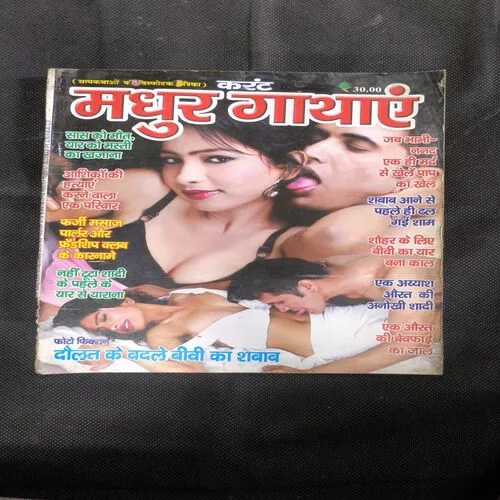 (सत्यकथाओं की विस्फोटक पत्रिका)
करंट
₹ 30.00
मधुर गाथाएं
सास को मौत,
यार को मस्ती
का खजाना
आशिकों की
हत्याएं
करने वाला
एक परिवार
फर्जी मसाज
पार्लर और
फ्रेंडशिप क्लब
के कारनामे
नहीं टूटा शादी
के पहले के
यार से याराना
फोटो फिक्शन
दौलत के बदले बीवी का शबाब
जब भाभी-
ननद
एक ही मर्द
से खेले पाप
का खेल
शबाब आने से
पहले ही ढल
गई शाम
शौहर के लिए
बीवी का यार
बना काल
एक अय्याश
औरत की
अनोखी शादी
एक औरत
की बेवफाई
का जाल